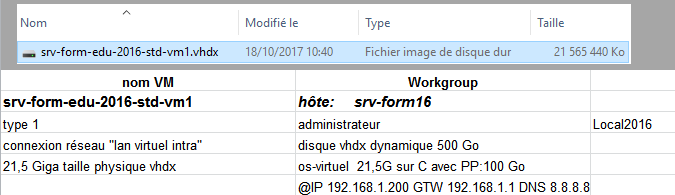 Nom Modifié le Type Taille
srv-form-edu-2016-std-vm1.vhdx 18/10/2017 10:40 Fichier image de disque dur 21 565 440 Ko
nom VM Workgroup
srv-form-edu-2016-std-vm1 hôte: srv-form16
type 1 administrateur Local2016
connexion réseau "lan virtuel intra" disque vhdx dynamique 500 Go
21,5 Giga taille physique vhdx os-virtuel 21,5G sur C avec PP:100 Go
@IP 192.168.1.200 GTW 192.168.1.1 DNS 8.8.8.8